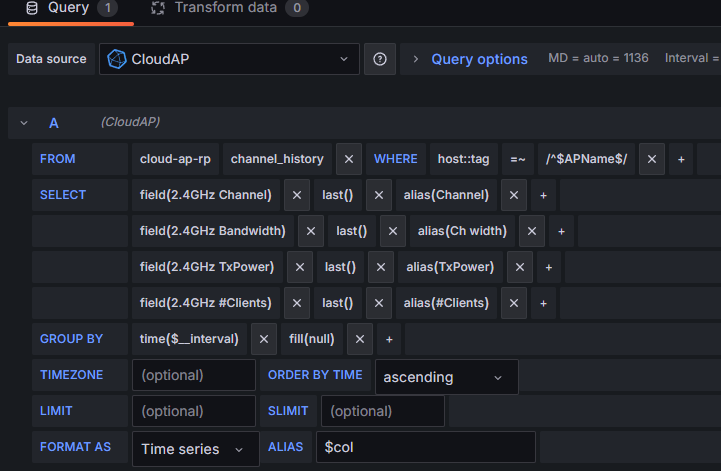 Query 1 Transform data 0
Data source CloudAP Query options MD = auto = 1136 Interval =
A (CloudAP)
FROM cloud-ap-rp channel_history WHERE host::tag =~ /^$APName$/ +
SELECT field(2.4GHz Channel) last() alias(Channel) +
field(2.4GHz Bandwidth) last() alias(Ch width) +
field(2.4GHz TxPower) last() alias(TxPower) +
field(2.4GHz #Clients) last() alias(#Clients) +
GROUP BY time($__interval) fill(null) +
TIMEZONE (optional) ORDER BY TIME ascending
LIMIT (optional) SLIMIT (optional)
FORMAT AS Time series ALIAS $col